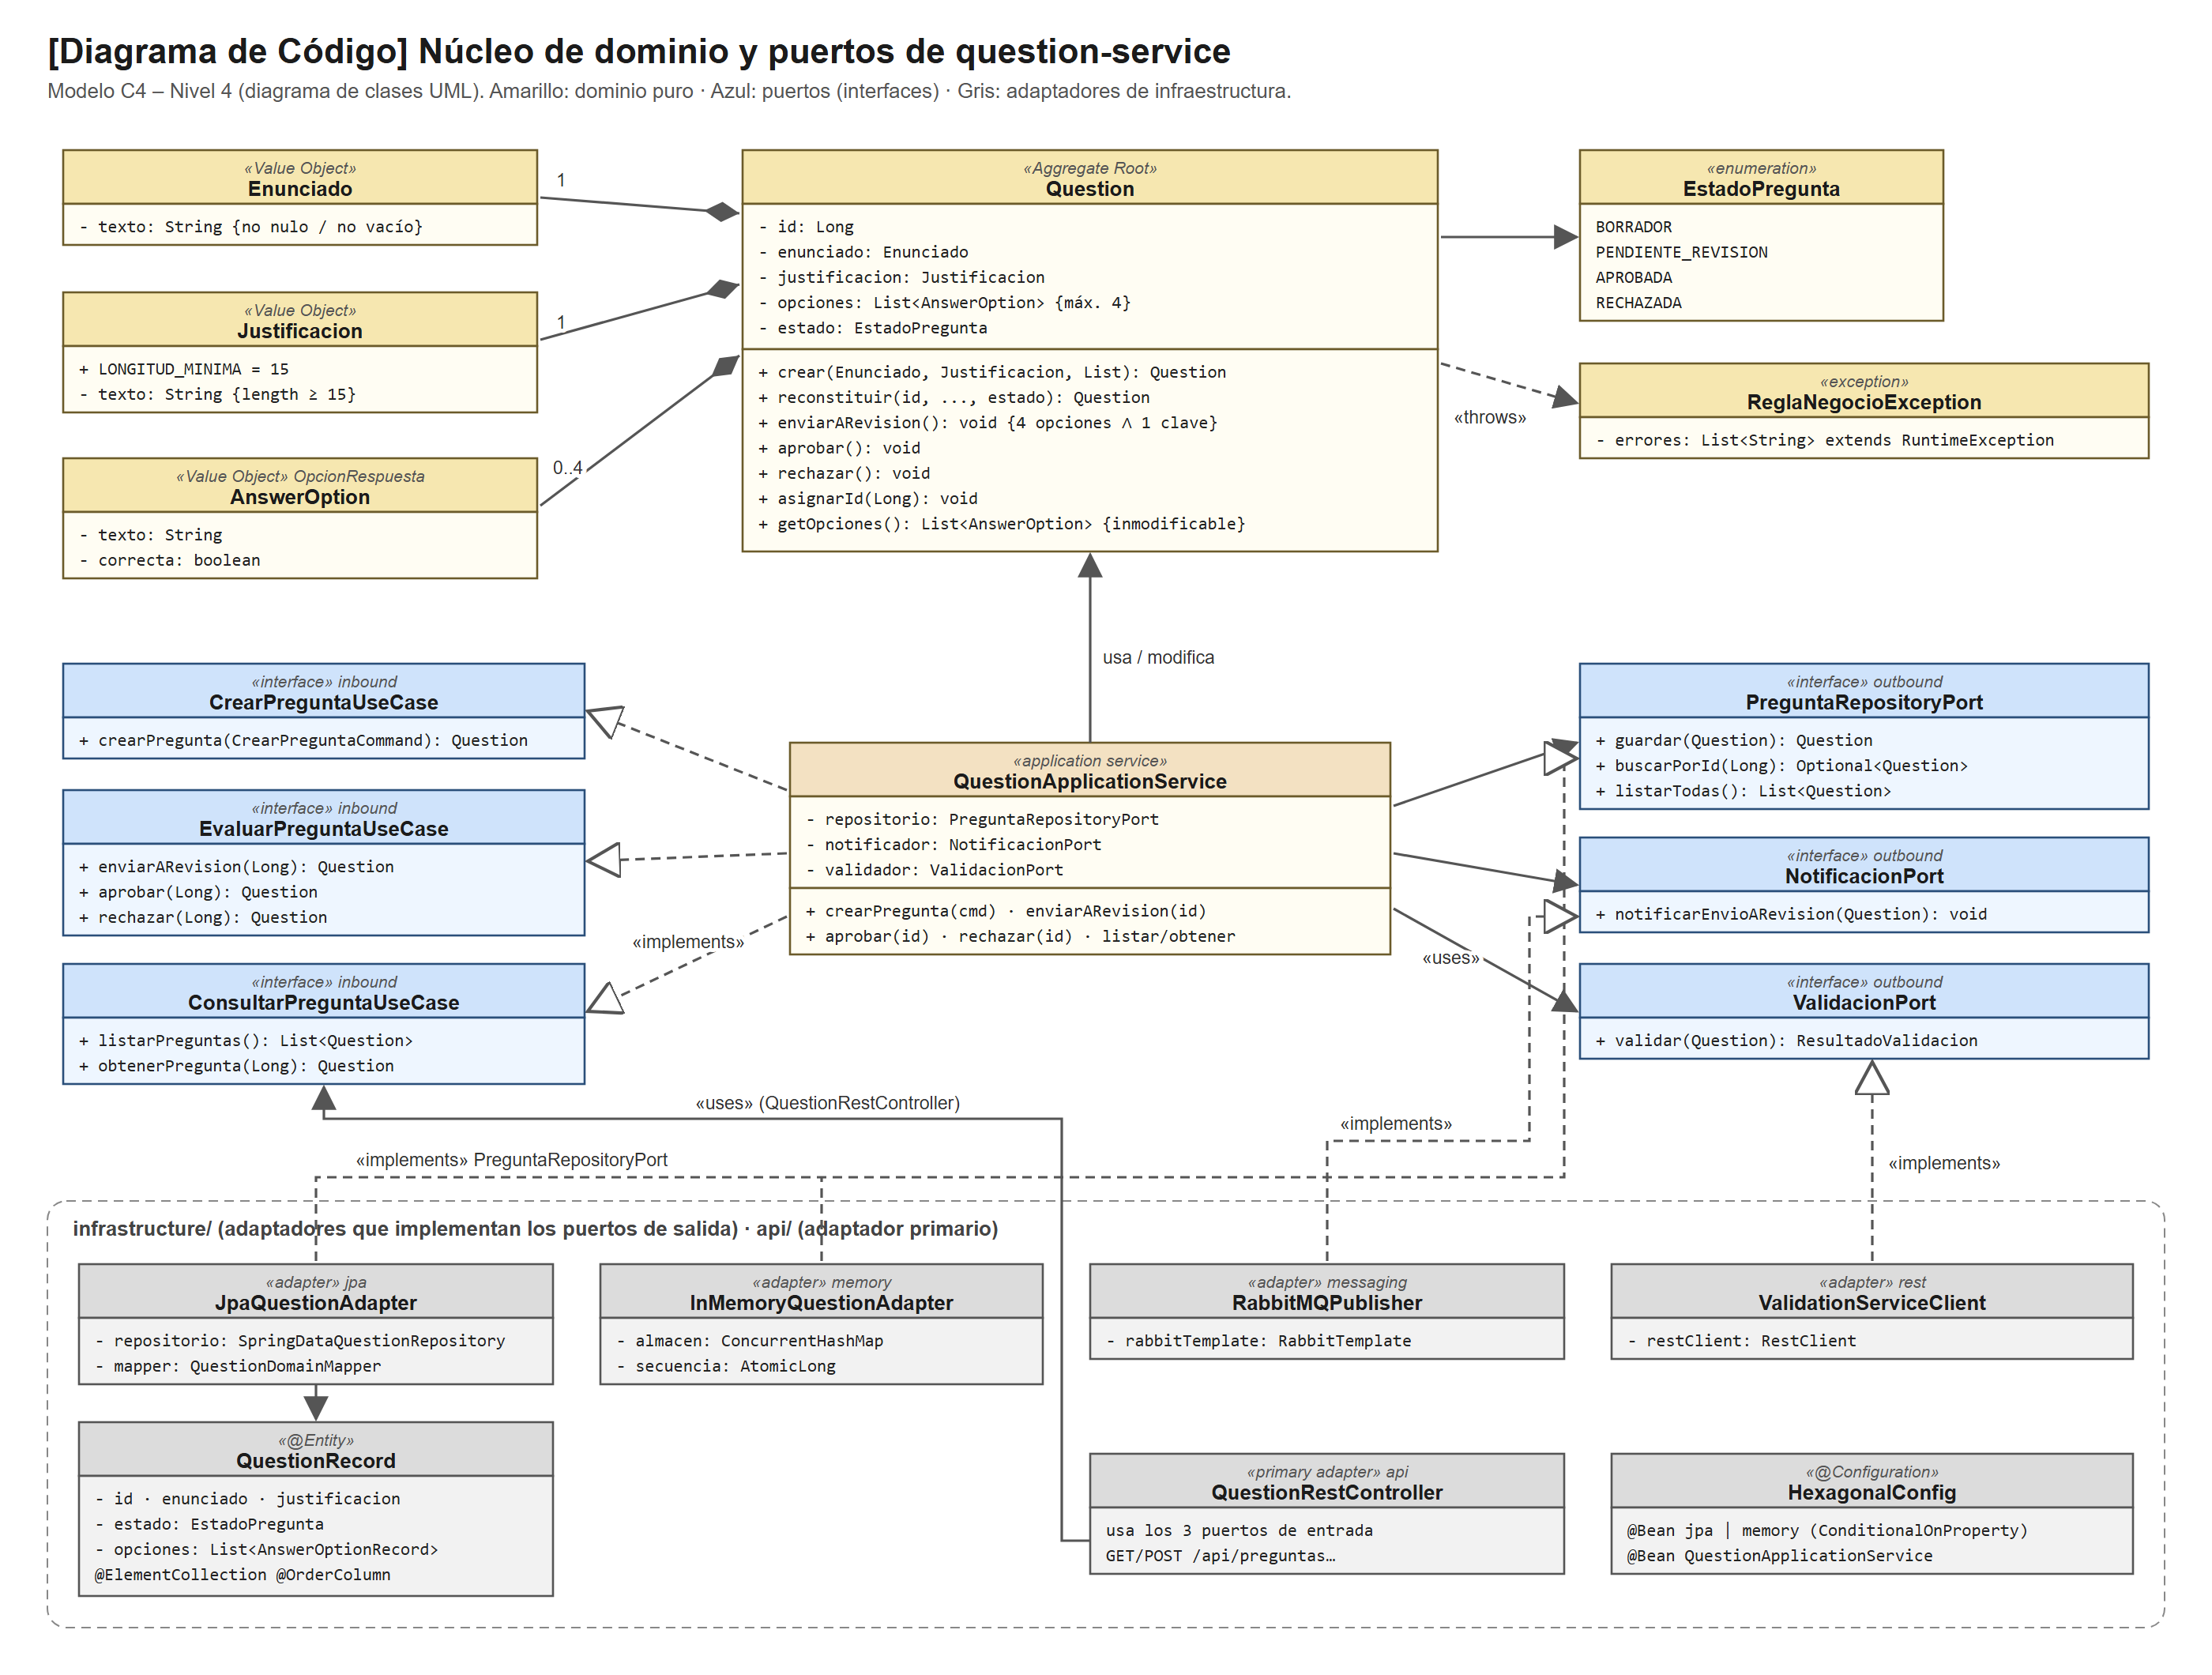 [Diagrama de Código] Núcleo de dominio y puertos de question-service
Modelo C4 – Nivel 4 (diagrama de clases UML). Amarillo: dominio puro · Azul: puertos (interfaces) · Gris: adaptadores de infraestructura.
«Value Object»
Enunciado
- texto: String {no nulo / no vacío}
1
«Value Object»
Justificacion
+ LONGITUD_MINIMA = 15
- texto: String {length ≥ 15}
1
«Value Object» OpcionRespuesta
AnswerOption
- texto: String
- correcta: boolean
0..4
«Aggregate Root»
Question
- id: Long
- enunciado: Enunciado
- justificacion: Justificacion
- opciones: List<AnswerOption> {máx. 4}
- estado: EstadoPregunta
+ crear(Enunciado, Justificacion, List): Question
+ reconstituir(id, ..., estado): Question
+ enviarARevision(): void {4 opciones ∧ 1 clave}
+ aprobar(): void
+ rechazar(): void
+ asignarId(Long): void
+ getOpciones(): List<AnswerOption> {inmodificable}
«enumeration»
EstadoPregunta
BORRADOR
PENDIENTE_REVISION
APROBADA
RECHAZADA
«throws»
«exception»
ReglaNegocioException
- errores: List<String> extends RuntimeException
usa / modifica
«interface» inbound
CrearPreguntaUseCase
+ crearPregunta(CrearPreguntaCommand): Question
«interface» inbound
EvaluarPreguntaUseCase
+ enviarARevision(Long): Question
+ aprobar(Long): Question
+ rechazar(Long): Question
«interface» inbound
ConsultarPreguntaUseCase
+ listarPreguntas(): List<Question>
+ obtenerPregunta(Long): Question
«implements»
«application service»
QuestionApplicationService
- repositorio: PreguntaRepositoryPort
- notificador: NotificacionPort
- validador: ValidacionPort
+ crearPregunta(cmd) · enviarARevision(id)
+ aprobar(id) · rechazar(id) · listar/obtener
«uses»
«interface» outbound
PreguntaRepositoryPort
+ guardar(Question): Question
+ buscarPorId(Long): Optional<Question>
+ listarTodas(): List<Question>
«interface» outbound
NotificacionPort
+ notificarEnvioARevision(Question): void
«interface» outbound
ValidacionPort
+ validar(Question): ResultadoValidacion
«uses» (QuestionRestController)
«implements»
«implements» PreguntaRepositoryPort
«implements»
infrastructure/ (adaptadores que implementan los puertos de salida) · api/ (adaptador primario)
«adapter» jpa
JpaQuestionAdapter
- repositorio: SpringDataQuestionRepository
- mapper: QuestionDomainMapper
«adapter» memory
InMemoryQuestionAdapter
- almacen: ConcurrentHashMap
- secuencia: AtomicLong
«adapter» messaging
RabbitMQPublisher
- rabbitTemplate: RabbitTemplate
«adapter» rest
ValidationServiceClient
- restClient: RestClient
«@Entity»
QuestionRecord
- id · enunciado · justificacion
- estado: EstadoPregunta
- opciones: List<AnswerOptionRecord>
@ElementCollection @OrderColumn
«primary adapter» api
QuestionRestController
usa los 3 puertos de entrada
GET/POST /api/preguntas…
«@Configuration»
HexagonalConfig
@Bean jpa | memory (ConditionalOnProperty)
@Bean QuestionApplicationService